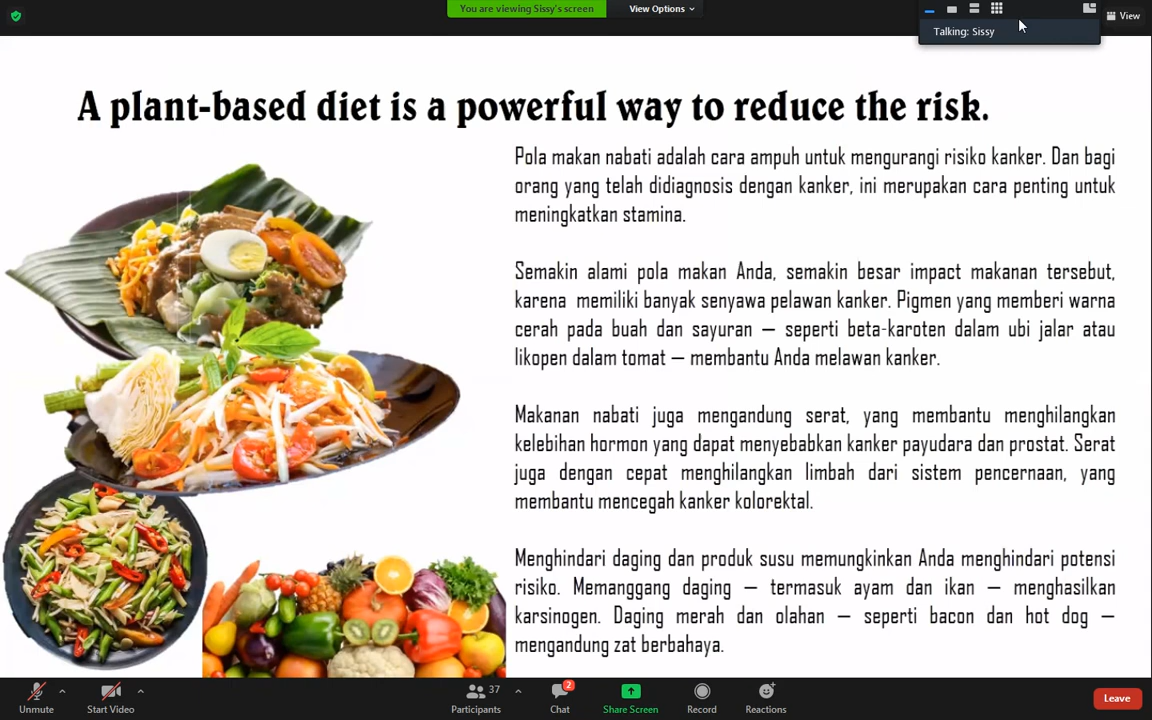 You are viewing Sissy's screen
View Options
View
Talking: Sissy
A plant-based diet is a powerful way to reduce the risk.
Pola makan nabati adalah cara ampuh untuk mengurangi risiko kanker. Dan bagi
orang yang telah didiagnosis dengan kanker, ini merupakan cara penting untuk
meningkatkan stamina.
Semakin alami pola makan Anda, semakin besar impact makanan tersebut,
karena memiliki banyak senyawa pelawan kanker. Pigmen yang memberi warna
cerah pada buah dan sayuran — seperti beta-karoten dalam ubi jalar atau
likopen dalam tomat — membantu Anda melawan kanker.
Makanan nabati juga mengandung serat, yang membantu menghilangkan
kelebihan hormon yang dapat menyebabkan kanker payudara dan prostat. Serat
juga dengan cepat menghilangkan limbah dari sistem pencernaan, yang
membantu mencegah kanker kolorektal.
Menghindari daging dan produk susu memungkinkan Anda menghindari potensi
risiko. Memanggang daging — termasuk ayam dan ikan — menghasilkan
karsinogen. Daging merah dan olahan — seperti bacon dan hot dog —
mengandung zat berbahaya.
Unmute
Start Video
37
Participants
2
Chat
Share Screen
Record
Reactions
Leave